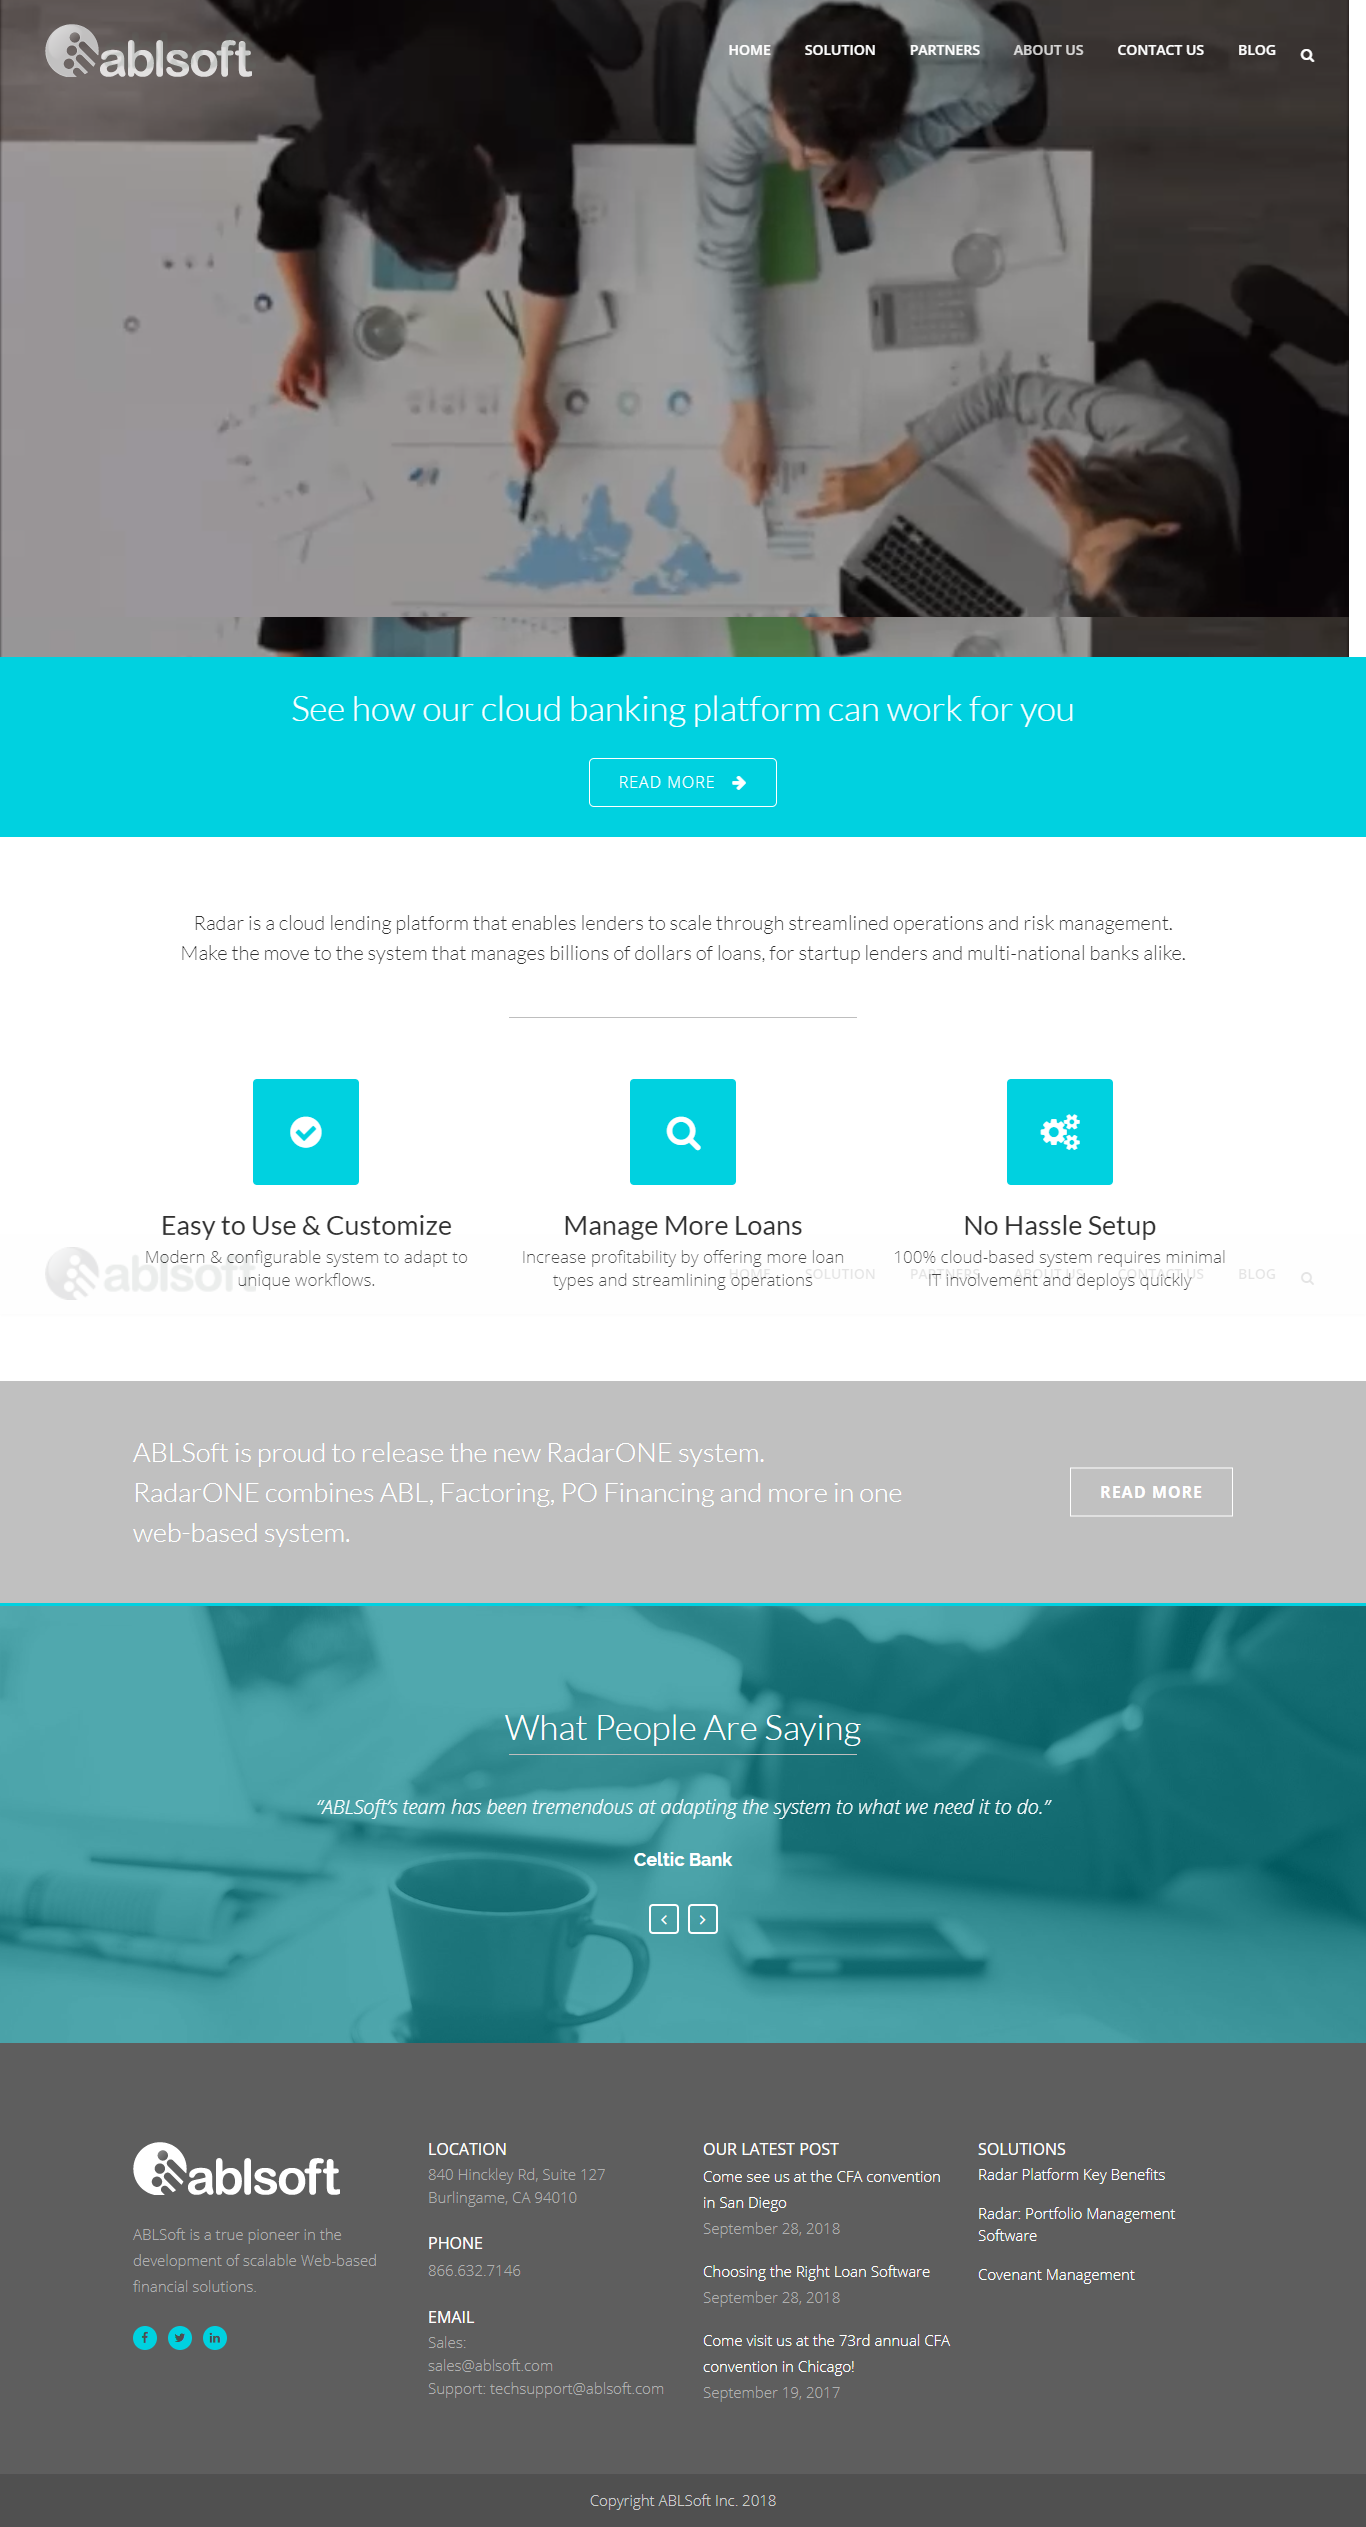 ablsoft
HOME SOLUTION PARTNERS ABOUT US CONTACT US BLOG
See how our cloud banking platform can work for you
READ MORE
Radar is a cloud lending platform that enables lenders to scale through streamlined operations and risk management.
Make the move to the system that manages billions of dollars of loans, for startup lenders and multi-national banks alike.
Easy to Use & Customize
Modern & configurable system to adapt to
unique workflows.
Manage More Loans
Increase profitability by offering more loan
types and streamlining operations
No Hassle Setup
100% cloud-based system requires minimal
IT involvement and deploys quickly
ablsoft
HOME SOLUTION PARTNERS ABOUT US CONTACT US BLOG
ABLSoft is proud to release the new RadarONE system.
RadarONE combines ABL, Factoring, PO Financing and more in one
web-based system.
READ MORE
What People Are Saying
“ABLSoft’s team has been tremendous at adapting the system to what we need it to do.”
Celtic Bank
ablsoft
ABLSoft is a true pioneer in the
development of scalable Web-based
financial solutions.
LOCATION
840 Hinckley Rd, Suite 127
Burlingame, CA 94010
PHONE
866.632.7146
EMAIL
Sales:
sales@ablsoft.com
Support: techsupport@ablsoft.com
OUR LATEST POST
Come see us at the CFA convention
in San Diego
September 28, 2018
Choosing the Right Loan Software
September 28, 2018
Come visit us at the 73rd annual CFA
convention in Chicago!
September 19, 2017
SOLUTIONS
Radar Platform Key Benefits
Radar: Portfolio Management
Software
Covenant Management
Copyright ABLSoft Inc. 2018